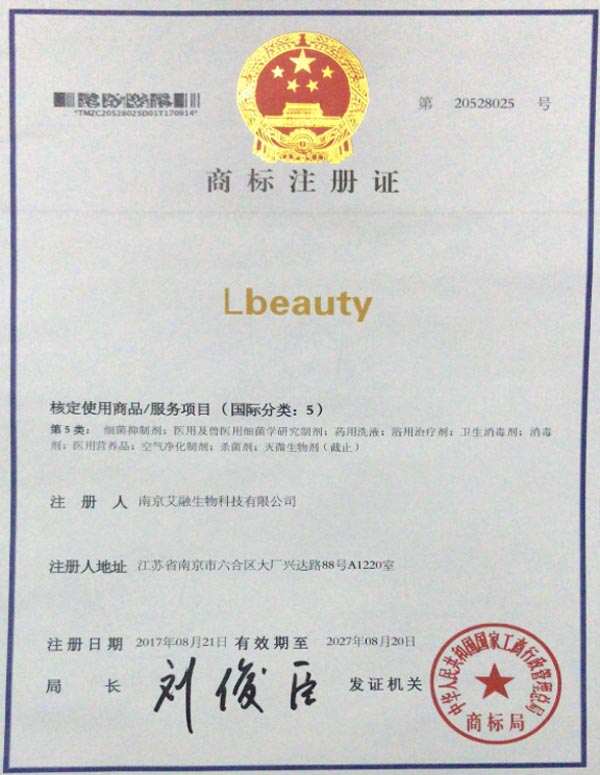 *TMZC20528025D01T170814*
第 20528025 号
商标注册证
Lbeauty
核定使用商品/服务项目（国际分类：5）
第5类： 细菌抑制剂；医用及兽医用细菌学研究制剂；药用洗液；浴用治疗剂；卫生消毒剂；消毒
剂；医用营养品；空气净化制剂；杀菌剂；灭微生物剂（截止）
注 册 人 南京艾融生物科技有限公司
注册人地址 江苏省南京市六合区大厂兴达路88号A1220室
注册日期 2017年08月21日 有效期至 2027年08月20日
局 长 刘俊臣 发证机关
中华人民共和国国家工商行政管理总局
商标局